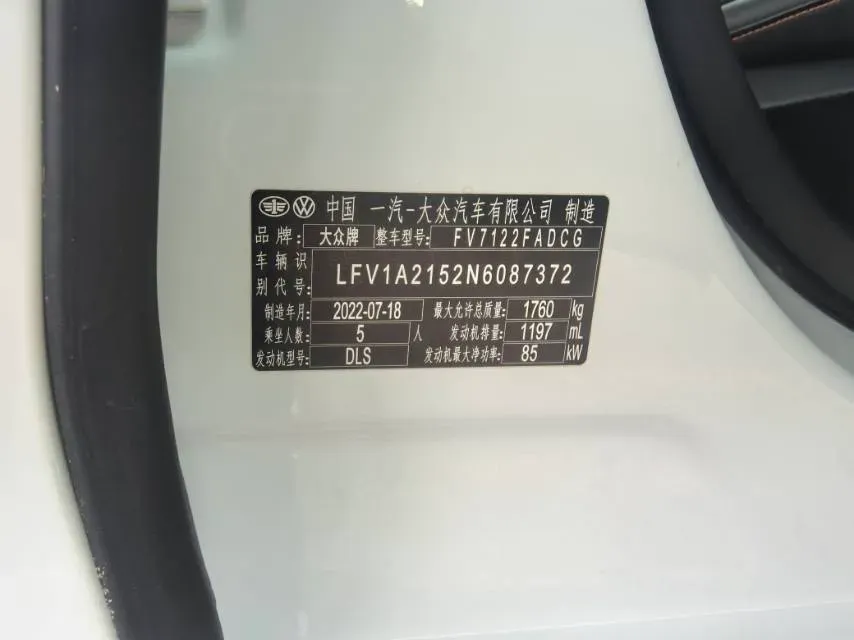 中国 一汽-大众汽车有限公司 制造
品牌: 大众牌 整车型号: FV7122FADCG
车辆识别代号: LFV1A2152N6087372
制造年月: 2022-07-18 最大允许总质量: 1760 kg
乘坐人数: 5 人 发动机排量: 1197 mL
发动机型号: DLS 发动机最大净功率: 85 kW